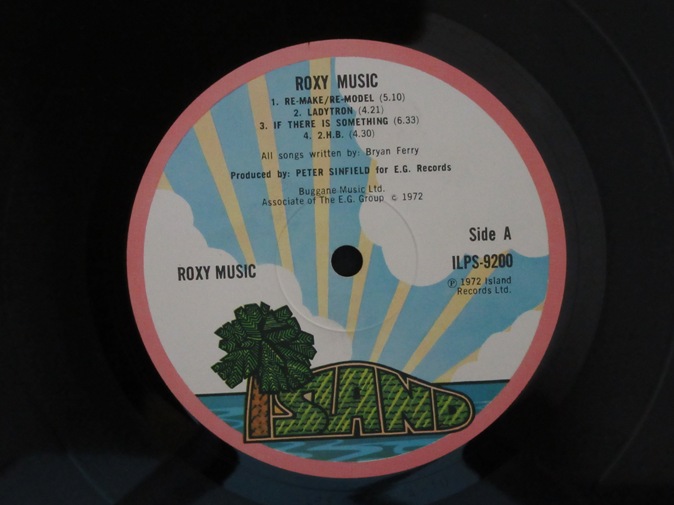 ROXY MUSIC
1. RE-MAKE/RE-MODEL (5.10)
2. LADYTRON (4.21)
3. IF THERE IS SOMETHING (6.33)
4. 2.H.B. (4.30)
All songs written by: Bryan Ferry
Produced by: PETER SINFIELD for E.G. Records
Buggane Music Ltd.
Associate of The E.G. Group © 1972
Side A
ROXY MUSIC
ILPS-9200
℗ 1972 Island
Records Ltd.
ISLAND